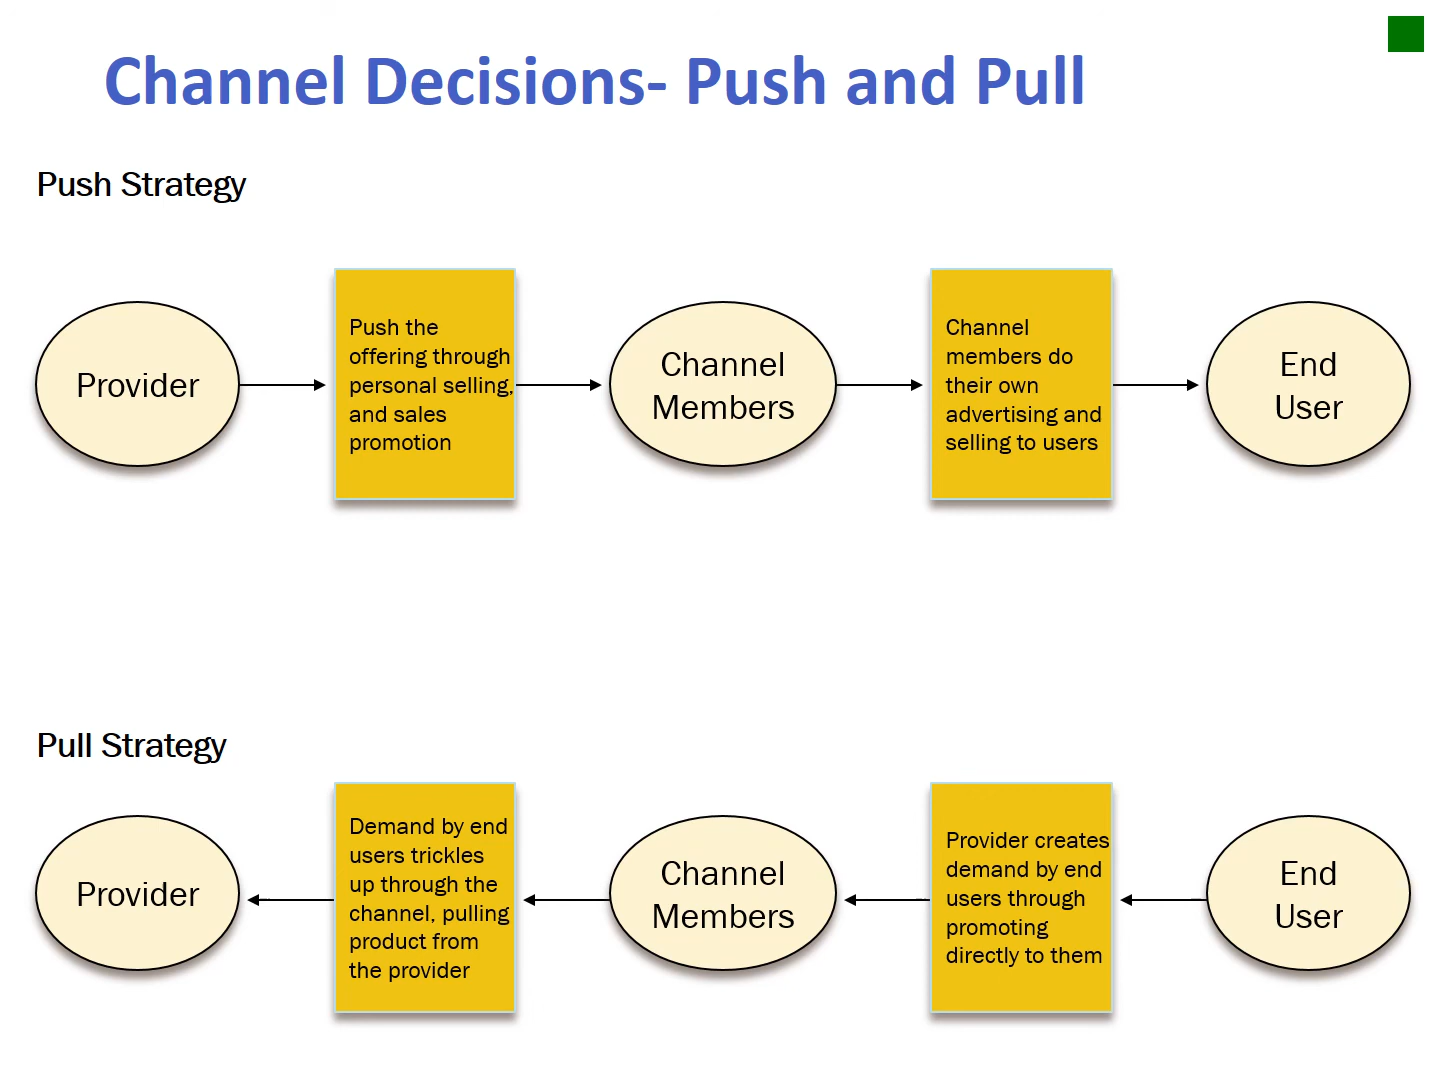 Channel Decisions- Push and Pull
Push Strategy
Provider
Push the
offering through
personal selling,
and sales
promotion
Channel
Members
Channel
members do
their own
advertising and
selling to users
End
User
Pull Strategy
Provider
Demand by end
users trickles
up through the
channel, pulling
product from
the provider
Channel
Members
Provider creates
demand by end
users through
promoting
directly to them
End
User